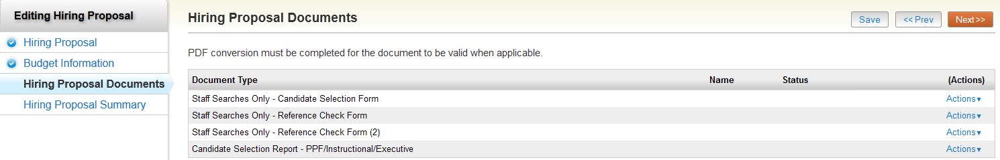 Editing Hiring Proposal
Hiring Proposal
Budget Information
Hiring Proposal Documents
Hiring Proposal Summary
Hiring Proposal Documents
Save << Prev Next >>
PDF conversion must be completed for the document to be valid when applicable.
Document Type Name Status (Actions)
Staff Searches Only - Candidate Selection Form Actions▼
Staff Searches Only - Reference Check Form Actions▼
Staff Searches Only - Reference Check Form (2) Actions▼
Candidate Selection Report - PPF/Instructional/Executive Actions▼